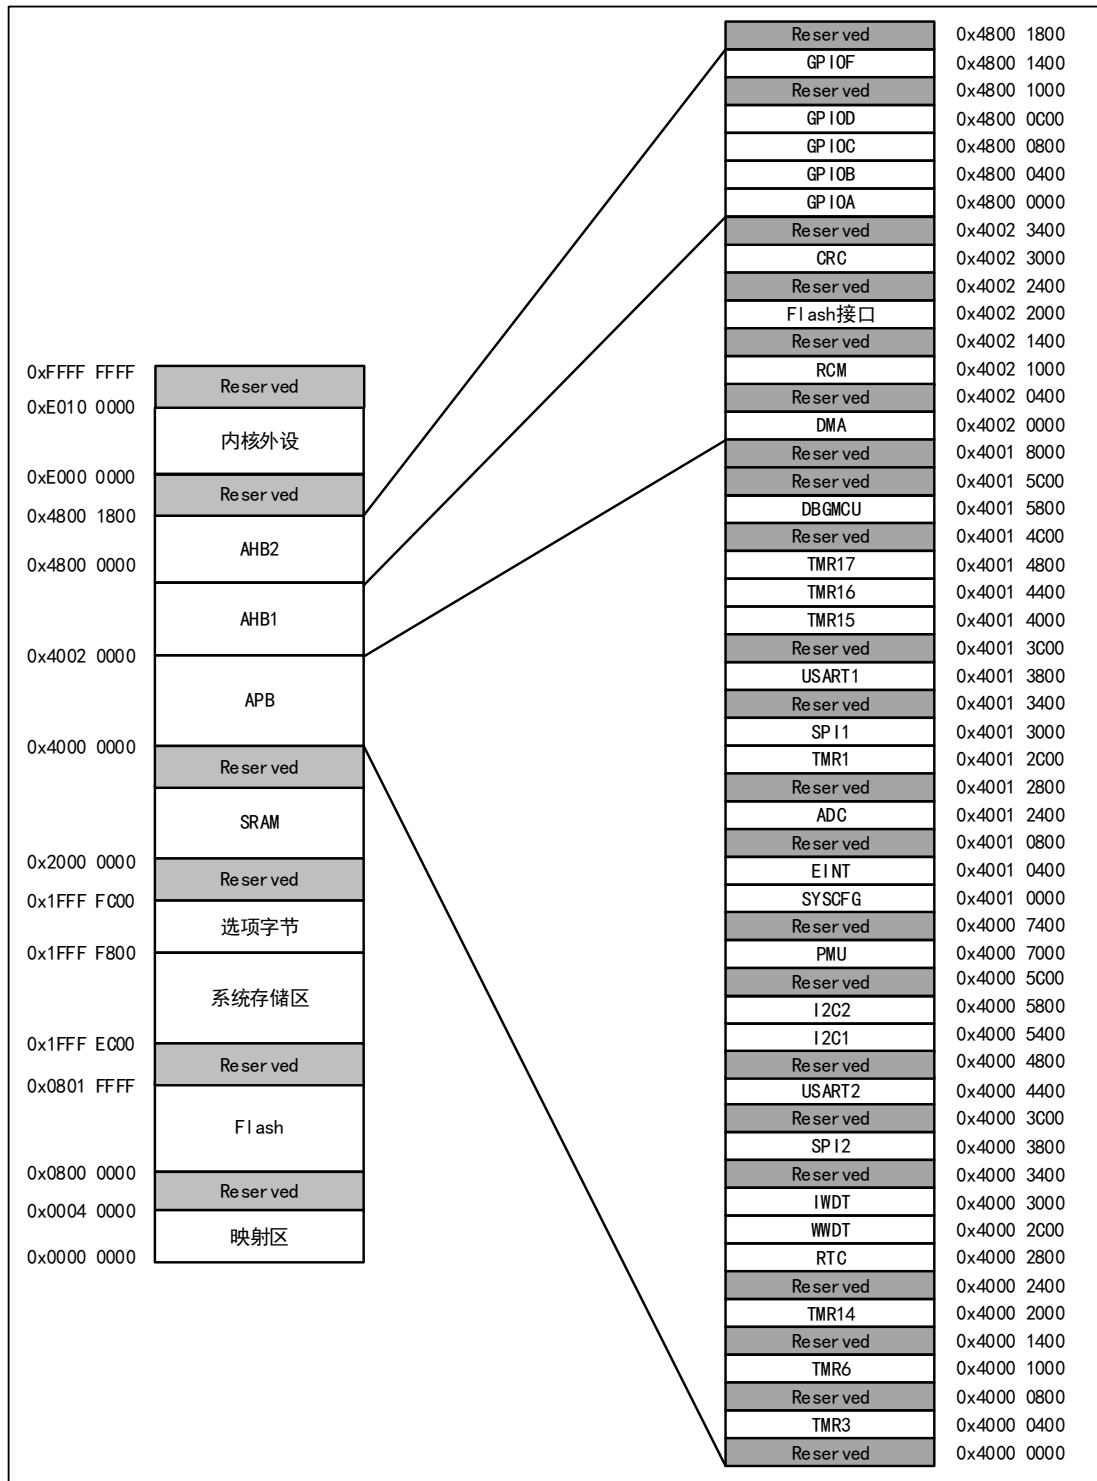 0xFFFF FFFF
Reserved
0xE010 0000
内核外设
0xE000 0000
Reserved
0x4800 1800
AHB2
0x4800 0000
AHB1
0x4002 0000
APB
0x4000 0000
Reserved
SRAM
0x2000 0000
Reserved
0x1FFF FC00
选项字节
0x1FFF F800
系统存储区
0x1FFF EC00
Reserved
0x0801 FFFF
Flash
0x0800 0000
Reserved
0x0004 0000
映射区
0x0000 0000
Reserved 0x4800 1800
GPIOF 0x4800 1400
Reserved 0x4800 1000
GPIOD 0x4800 0C00
GPIOC 0x4800 0800
GPIOB 0x4800 0400
GPIOA 0x4800 0000
Reserved 0x4002 3400
CRC 0x4002 3000
Reserved 0x4002 2400
Flash接口 0x4002 2000
Reserved 0x4002 1400
RCM 0x4002 1000
Reserved 0x4002 0400
DMA 0x4002 0000
Reserved 0x4001 8000
Reserved 0x4001 5C00
DBGMCU 0x4001 5800
Reserved 0x4001 4C00
TMR17 0x4001 4800
TMR16 0x4001 4400
TMR15 0x4001 4000
Reserved 0x4001 3C00
USART1 0x4001 3800
Reserved 0x4001 3400
SPI1 0x4001 3000
TMR1 0x4001 2C00
Reserved 0x4001 2800
ADC 0x4001 2400
Reserved 0x4001 0800
EINT 0x4001 0400
SYSCFG 0x4001 0000
Reserved 0x4000 7400
PMU 0x4000 7000
Reserved 0x4000 5C00
I2C2 0x4000 5800
I2C1 0x4000 5400
Reserved 0x4000 4800
USART2 0x4000 4400
Reserved 0x4000 3C00
SPI2 0x4000 3800
Reserved 0x4000 3400
IWDT 0x4000 3000
WWDT 0x4000 2C00
RTC 0x4000 2800
Reserved 0x4000 2400
TMR14 0x4000 2000
Reserved 0x4000 1400
TMR6 0x4000 1000
Reserved 0x4000 0800
TMR3 0x4000 0400
Reserved 0x4000 0000